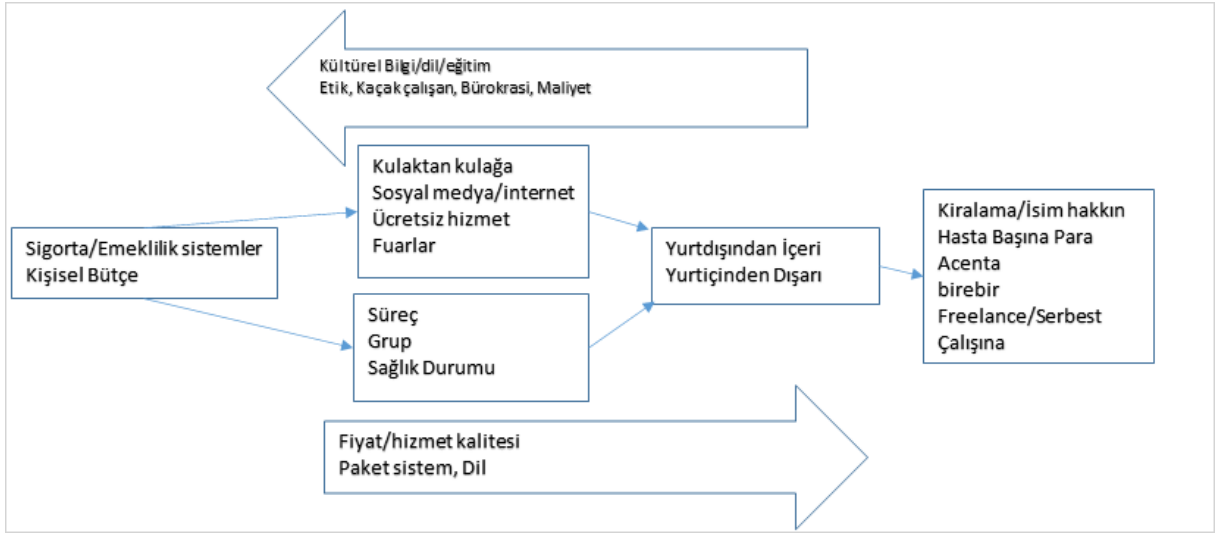 Kültürel Bilgi/dil/eğitim
Etik, Kaçak çalışan, Bürokrasi, Maliyet
Kulaktan kulağa
Sosyal medya/internet
Ücretsiz hizmet
Fuarlar
Sigorta/Emeklilik sistemler
Kişisel Bütçe
Süreç
Grup
Sağlık Durumu
Yurtdışından İçeri
Yurtiçinden Dışarı
Kiralama/İsim hakkın
Hasta Başına Para
Acenta
birebir
Freelance/Serbest
Çalışına
Fiyat/hizmet kalitesi
Paket sistem, Dil